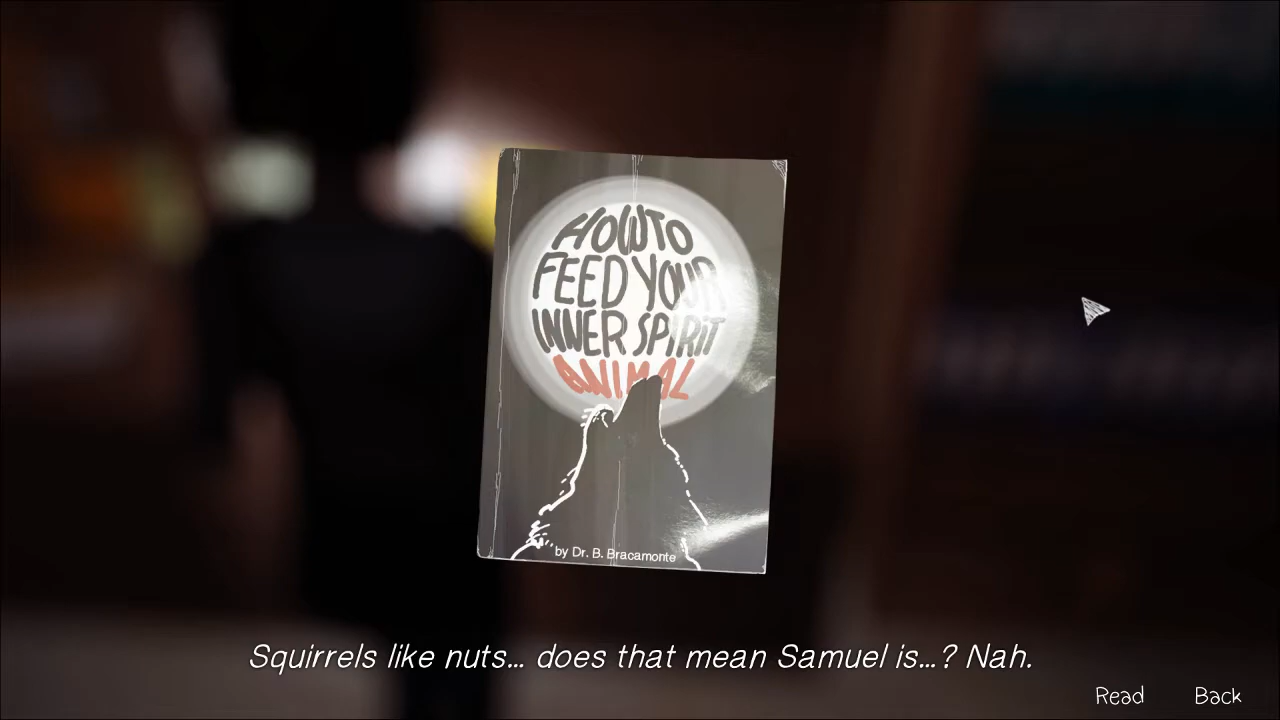 HOW TO
FEED YOUR
INNER SPIRIT
ANIMAL
by Dr. B. Bracamonte
Squirrels like nuts... does that mean Samuel is...? Nah.
Read Back